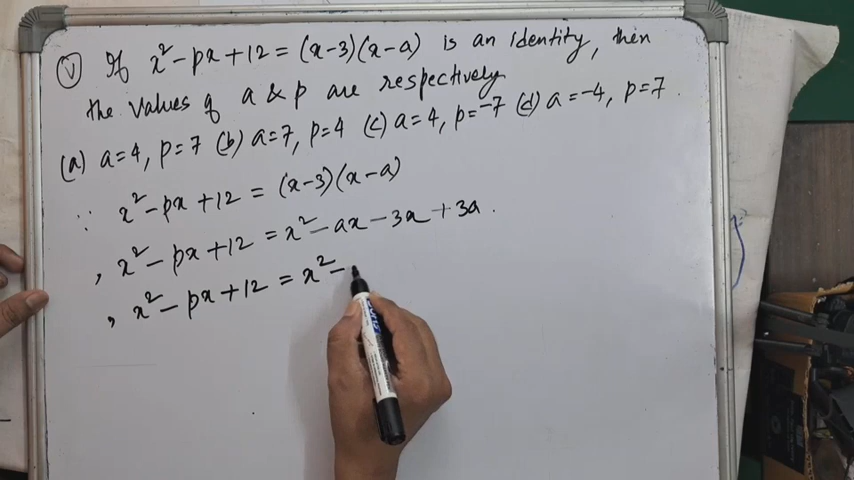 (v) If x² - px + 12 = (x-3)(x-a) is an identity, then
the values of a & p are respectively
(a) a=4, p=7 (b) a=7, p=4 (c) a=4, p=-7 (d) a=-4, p=7.
∵ x² - px + 12 = (x-3)(x-a)
, x² - px + 12 = x² - ax - 3x + 3a.
, x² - px + 12 = x² -